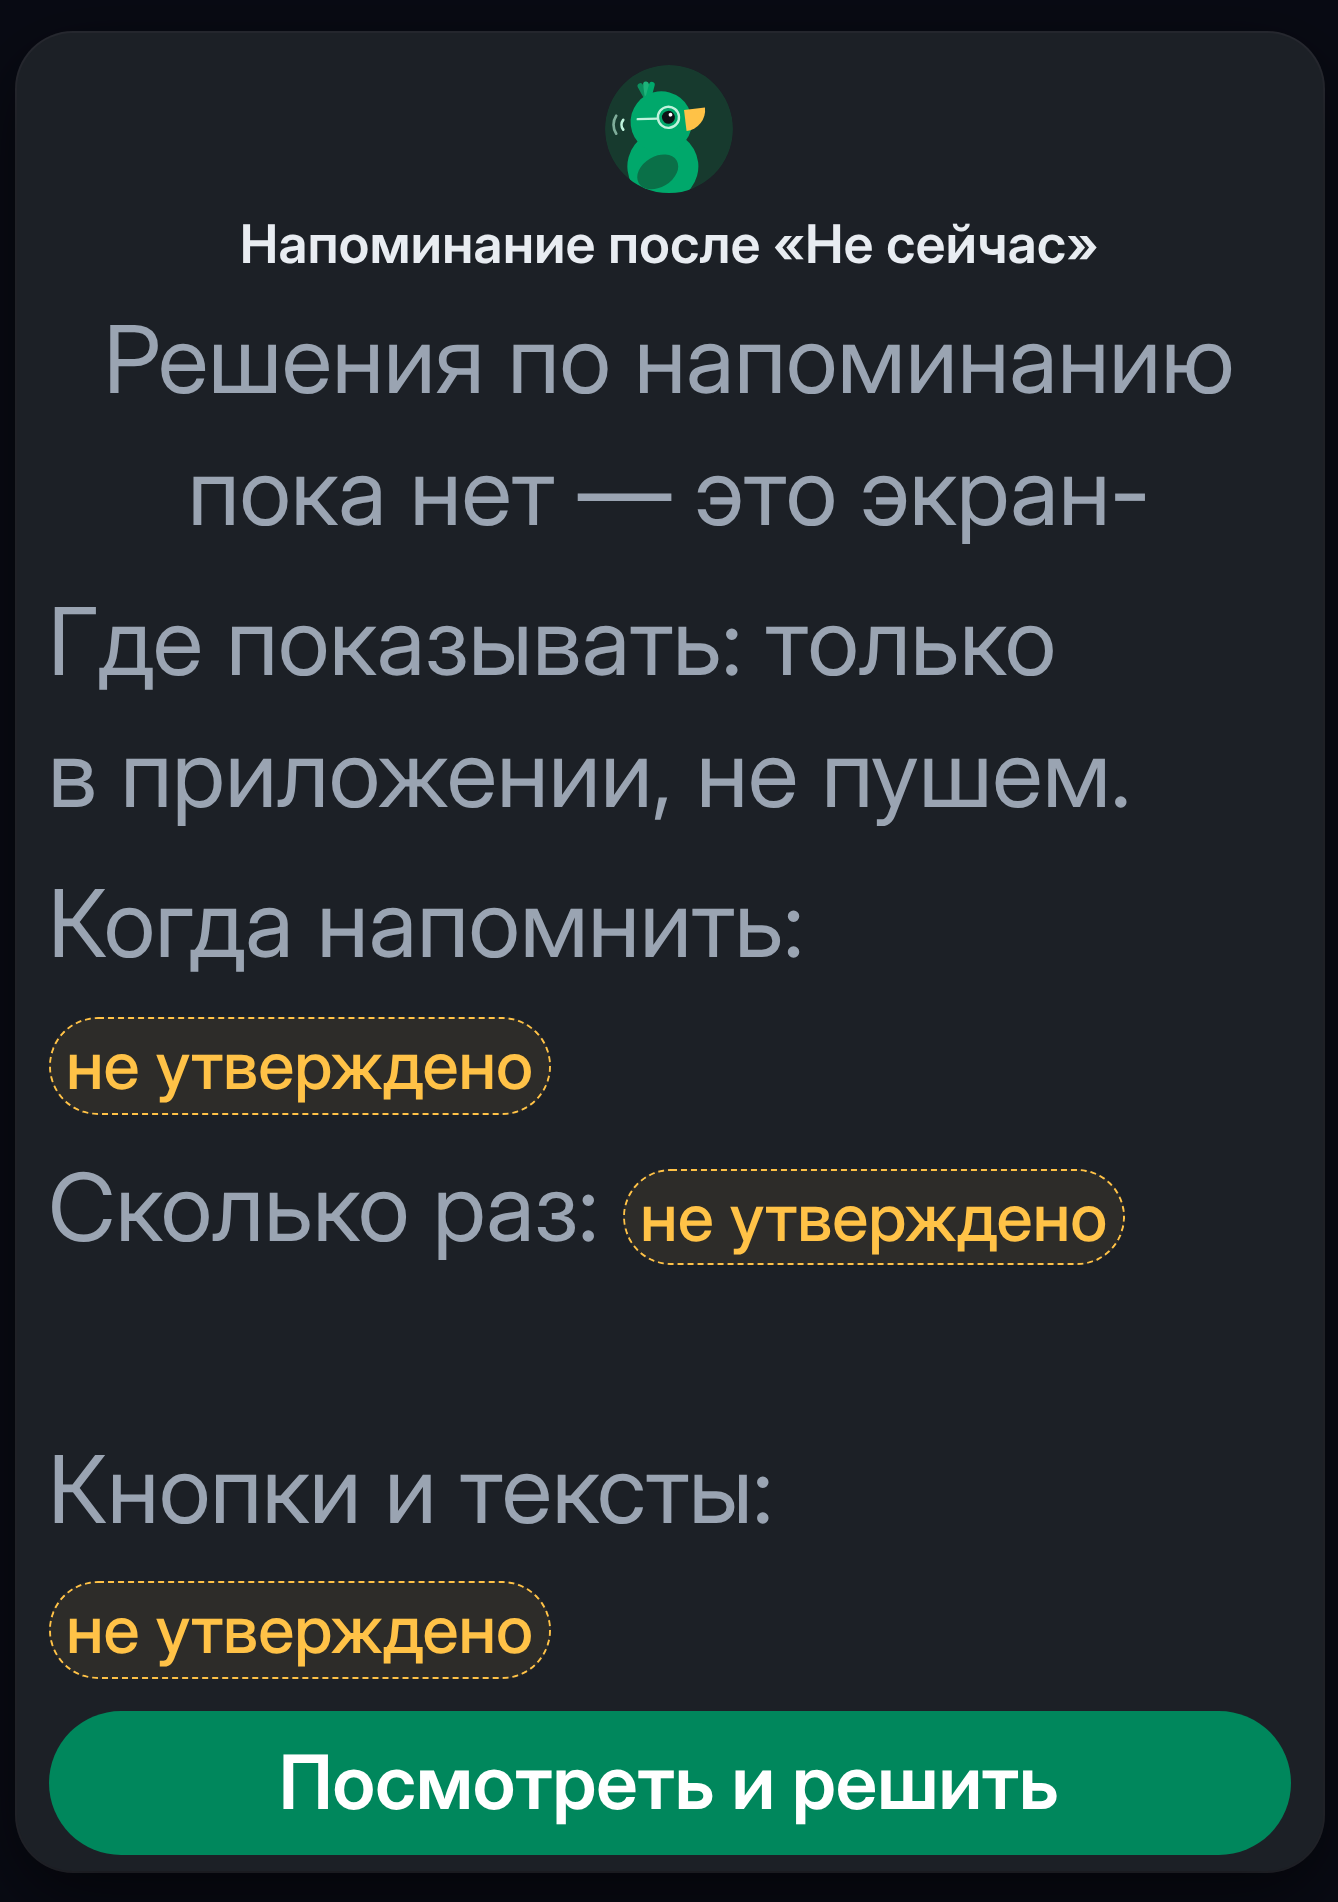 Напоминание после «Не сейчас»
Решения по напоминанию
пока нет — это экран-
Где показывать: только
в приложении, не пушем.
Когда напомнить:
не утверждено
Сколько раз: не утверждено
Кнопки и тексты:
не утверждено
Посмотреть и решить